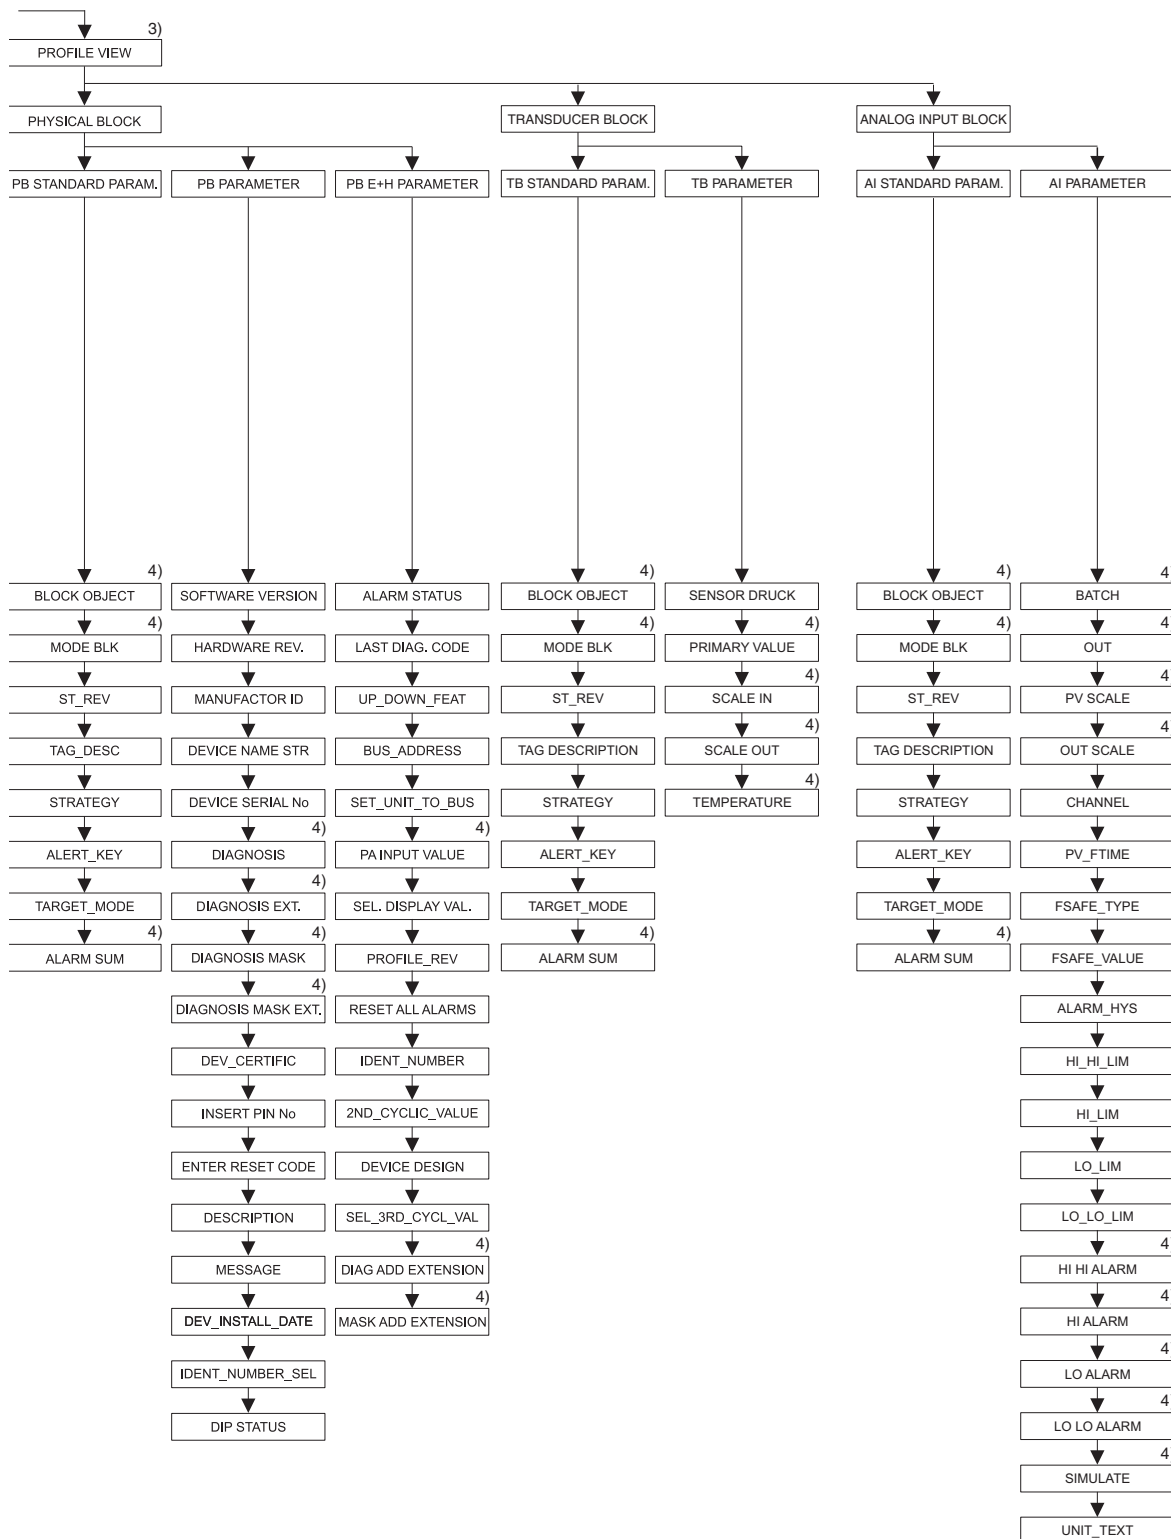 3)
PROFILE VIEW
PHYSICAL BLOCK
TRANSDUCER BLOCK
ANALOG INPUT BLOCK
PB STANDARD PARAM.
PB PARAMETER
PB E+H PARAMETER
TB STANDARD PARAM.
TB PARAMETER
AI STANDARD PARAM.
AI PARAMETER
4)
BLOCK OBJECT
4)
MODE BLK
ST_REV
TAG_DESC
STRATEGY
ALERT_KEY
TARGET_MODE
4)
ALARM SUM
SOFTWARE VERSION
HARDWARE REV.
MANUFACTOR ID
DEVICE NAME STR
DEVICE SERIAL No
4)
DIAGNOSIS
4)
DIAGNOSIS EXT.
4)
DIAGNOSIS MASK
4)
DIAGNOSIS MASK EXT.
DEV_CERTIFIC
INSERT PIN No
ENTER RESET CODE
DESCRIPTION
MESSAGE
DEV_INSTALL_DATE
IDENT_NUMBER_SEL
DIP STATUS
ALARM STATUS
LAST DIAG. CODE
UP_DOWN_FEAT
BUS_ADDRESS
SET_UNIT_TO_BUS
4)
PA INPUT VALUE
SEL. DISPLAY VAL.
PROFILE_REV
RESET ALL ALARMS
IDENT_NUMBER
2ND_CYCLIC_VALUE
DEVICE DESIGN
SEL_3RD_CYCL_VAL
4)
DIAG ADD EXTENSION
4)
MASK ADD EXTENSION
4)
BLOCK OBJECT
4)
MODE BLK
ST_REV
TAG DESCRIPTION
STRATEGY
ALERT_KEY
TARGET_MODE
4)
ALARM SUM
SENSOR DRUCK
4)
PRIMARY VALUE
4)
SCALE IN
4)
SCALE OUT
4)
TEMPERATURE
4)
BLOCK OBJECT
4)
MODE BLK
ST_REV
TAG DESCRIPTION
STRATEGY
ALERT_KEY
TARGET_MODE
4)
ALARM SUM
4
BATCH
4
OUT
4
PV SCALE
4
OUT SCALE
CHANNEL
PV_FTIME
FSAFE_TYPE
FSAFE_VALUE
ALARM_HYS
HI_HI_LIM
HI_LIM
LO_LIM
LO_LO_LIM
4
HI HI ALARM
4
HI ALARM
4
LO ALARM
4
LO LO ALARM
4
SIMULATE
UNIT_TEXT